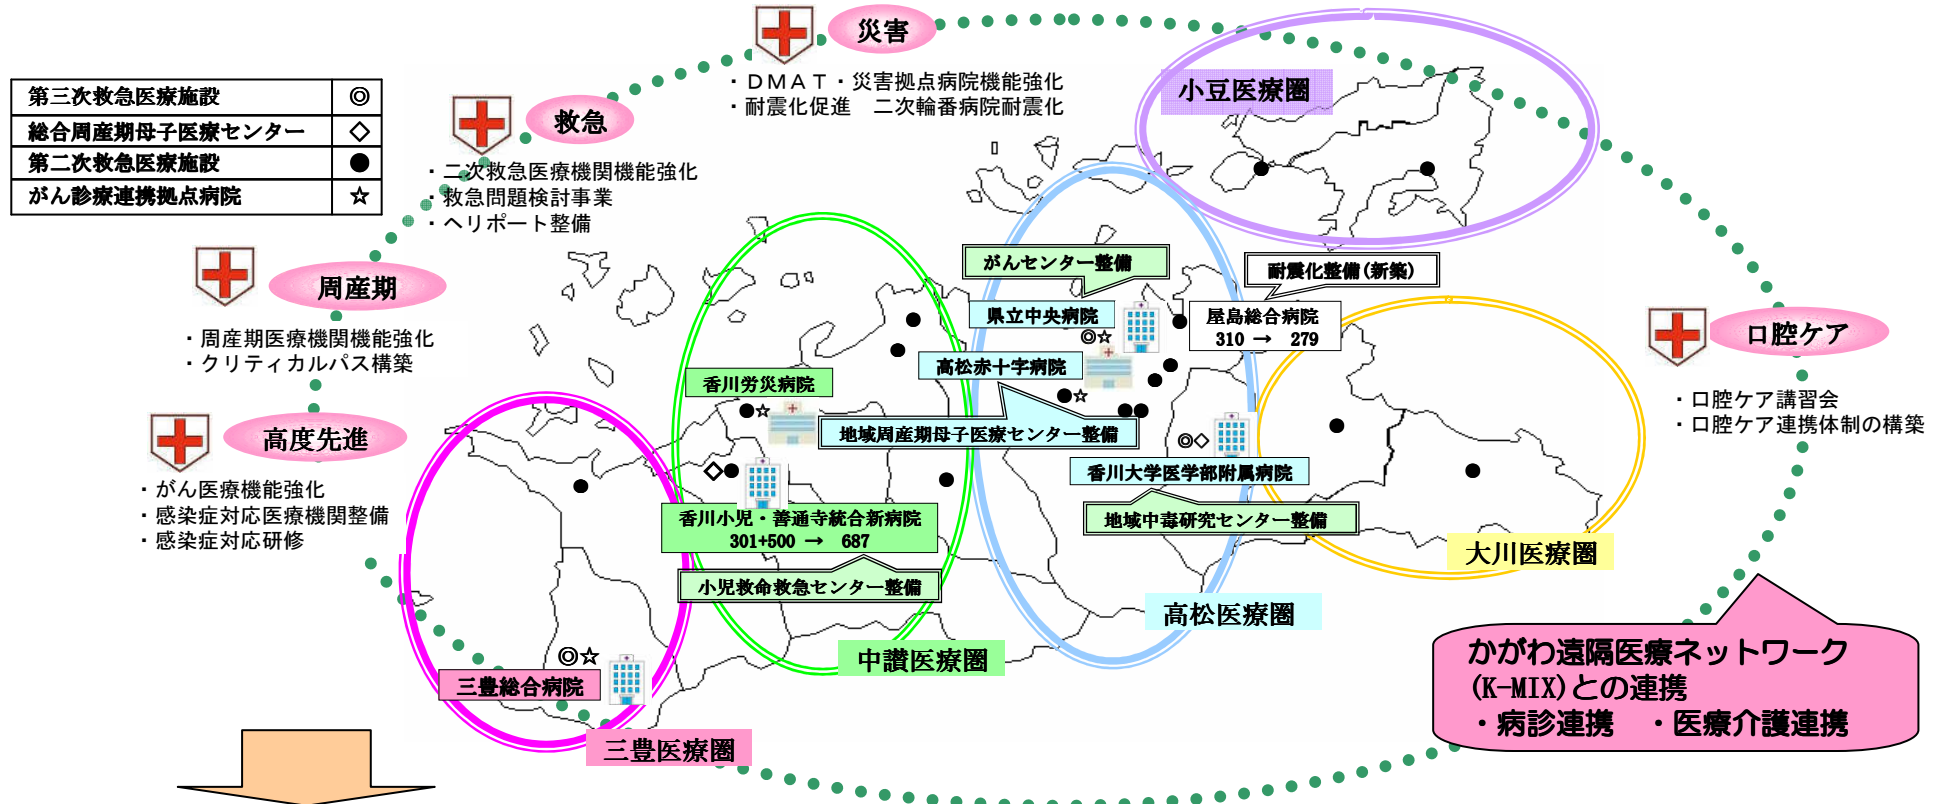 災害
・ＤＭＡＴ・災害拠点病院機能強化
・耐震化促進　二次輪番病院耐震化
第三次救急医療施設 ◎
総合周産期母子医療センター ◇
第二次救急医療施設 ●
がん診療連携拠点病院 ☆
救急
・二次救急医療機関機能強化
・救急問題検討事業
・ヘリポート整備
小豆医療圏
周産期
・周産期医療機関機能強化
・クリティカルパス構築
がんセンター整備
耐震化整備(新築)
県立中央病院
◎☆
屋島総合病院
310 → 279
口腔ケア
・口腔ケア講習会
・口腔ケア連携体制の構築
高松赤十字病院
●☆
香川労災病院
●☆
地域周産期母子医療センター整備
高度先進
・がん医療機能強化
・感染症対応医療機関整備
・感染症対応研修
◎◇
香川大学医学部附属病院
地域中毒研究センター整備
◇●
香川小児・善通寺統合新病院
301+500 → 687
小児救命救急センター整備
大川医療圏
高松医療圏
中讃医療圏
◎☆
三豊総合病院
三豊医療圏
かがわ遠隔医療ネットワーク
(K-MIX)との連携
・病診連携　・医療介護連携